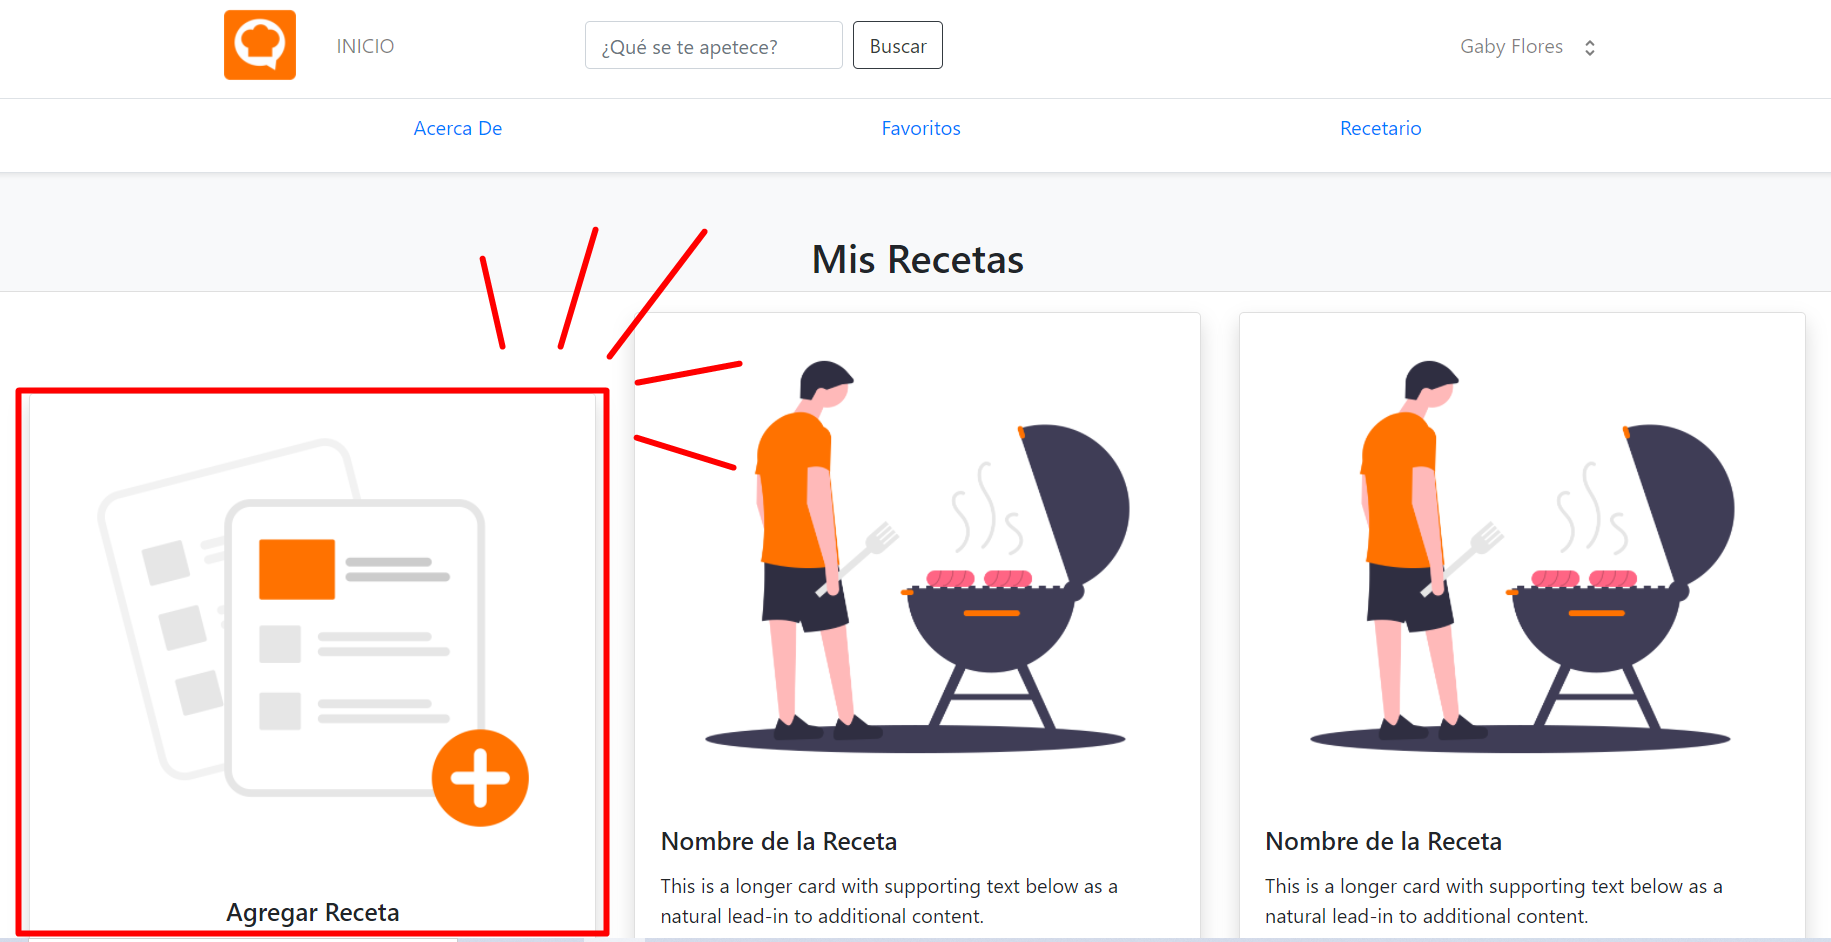 INICIO
¿Qué se te apetece?
Buscar
Gaby Flores
Acerca De
Favoritos
Recetario
Mis Recetas
Agregar Receta
Nombre de la Receta
This is a longer card with supporting text below as a
natural lead-in to additional content.
Nombre de la Receta
This is a longer card with supporting text below as a
natural lead-in to additional content.